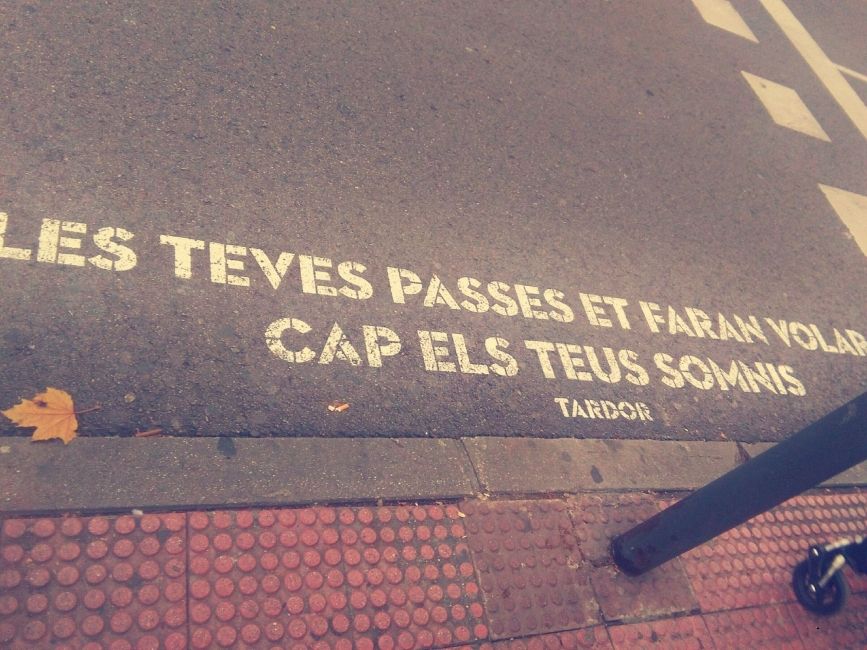 LES TEVES PASSES ET FARAN VOLAR
CAP ELS TEUS SOMNIS
TARDOR